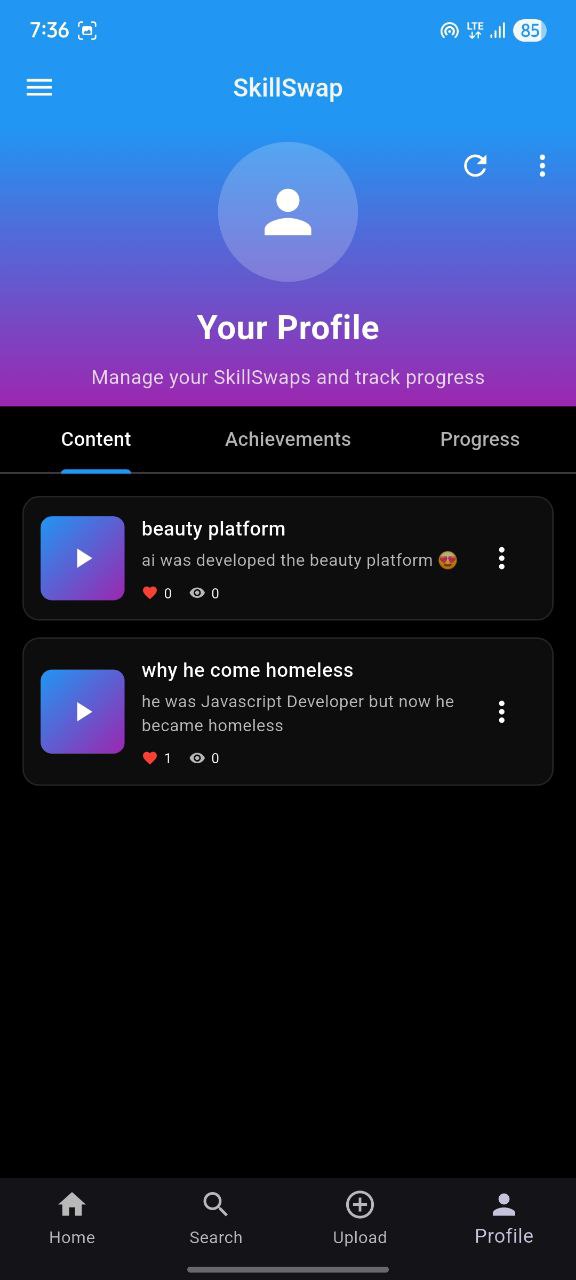 7:36 LTE 85
SkillSwap
Your Profile
Manage your SkillSwaps and track progress
Content Achievements Progress
beauty platform
ai was developed the beauty platform 😍
0 0
why he come homeless
he was Javascript Developer but now he
became homeless
1 0
Home Search Upload Profile